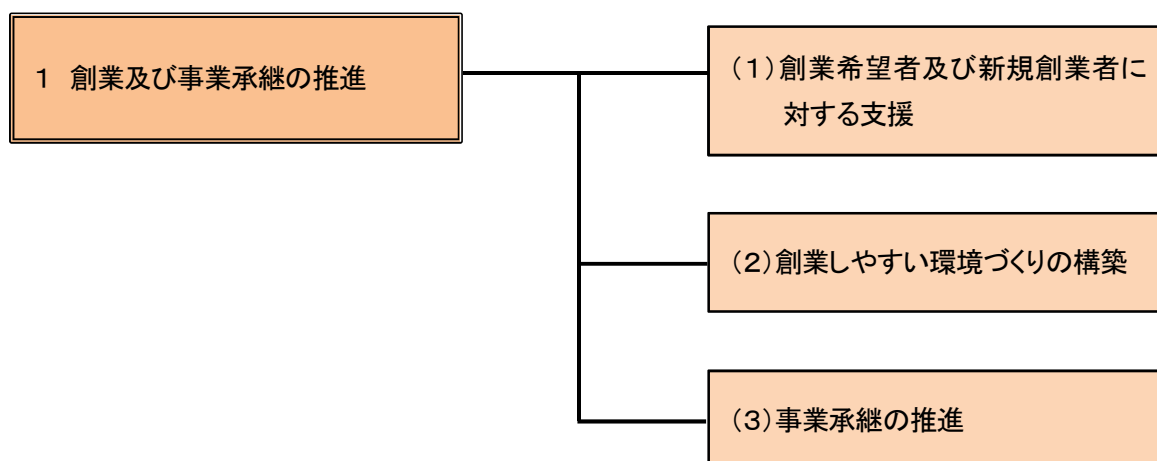 1 創業及び事業承継の推進
(1)創業希望者及び新規創業者に
対する支援
(2)創業しやすい環境づくりの構築
(3)事業承継の推進